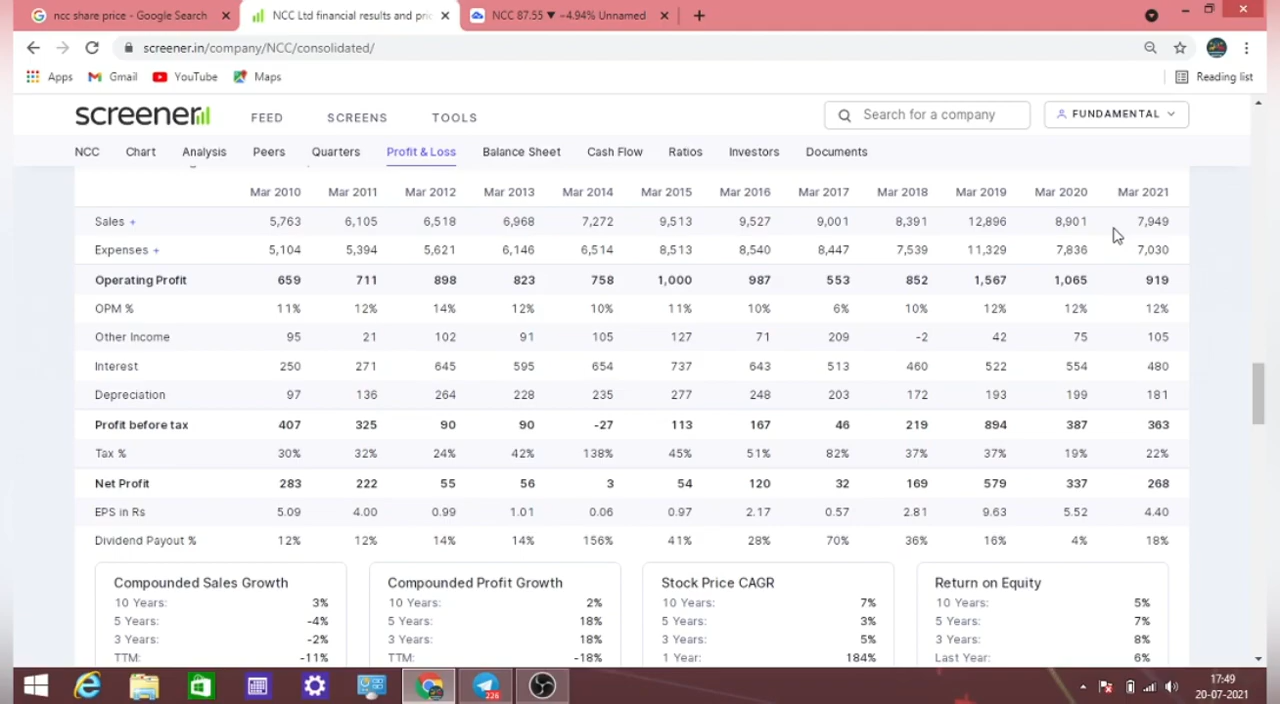 ncc share price - Google Search
NCC Ltd financial results and pric
NCC 87.55 ▼ −4.94% Unnamed
screener.in/company/NCC/consolidated/
Apps Gmail YouTube Maps Reading list
screener FEED SCREENS TOOLS Search for a company FUNDAMENTAL
NCC Chart Analysis Peers Quarters Profit & Loss Balance Sheet Cash Flow Ratios Investors Documents
Mar 2010 Mar 2011 Mar 2012 Mar 2013 Mar 2014 Mar 2015 Mar 2016 Mar 2017 Mar 2018 Mar 2019 Mar 2020 Mar 2021
Sales + 5,763 6,105 6,518 6,968 7,272 9,513 9,527 9,001 8,391 12,896 8,901 7,949
Expenses + 5,104 5,394 5,621 6,146 6,514 8,513 8,540 8,447 7,539 11,329 7,836 7,030
Operating Profit 659 711 898 823 758 1,000 987 553 852 1,567 1,065 919
OPM % 11% 12% 14% 12% 10% 11% 10% 6% 10% 12% 12% 12%
Other Income 95 21 102 91 105 127 71 209 -2 42 75 105
Interest 250 271 645 595 654 737 643 513 460 522 554 480
Depreciation 97 136 264 228 235 277 248 203 172 193 199 181
Profit before tax 407 325 90 90 -27 113 167 46 219 894 387 363
Tax % 30% 32% 24% 42% 138% 45% 51% 82% 37% 37% 19% 22%
Net Profit 283 222 55 56 3 54 120 32 169 579 337 268
EPS in Rs 5.09 4.00 0.99 1.01 0.06 0.97 2.17 0.57 2.81 9.63 5.52 4.40
Dividend Payout % 12% 12% 14% 14% 156% 41% 28% 70% 36% 16% 4% 18%
Compounded Sales Growth Compounded Profit Growth Stock Price CAGR Return on Equity
10 Years: 3% 10 Years: 2% 10 Years: 7% 10 Years: 5%
5 Years: -4% 5 Years: 18% 5 Years: 3% 5 Years: 7%
3 Years: -2% 3 Years: 18% 3 Years: 5% 3 Years: 8%
TTM: -11% TTM: -18% 1 Year: 184% Last Year: 6%
226
17:49
20-07-2021